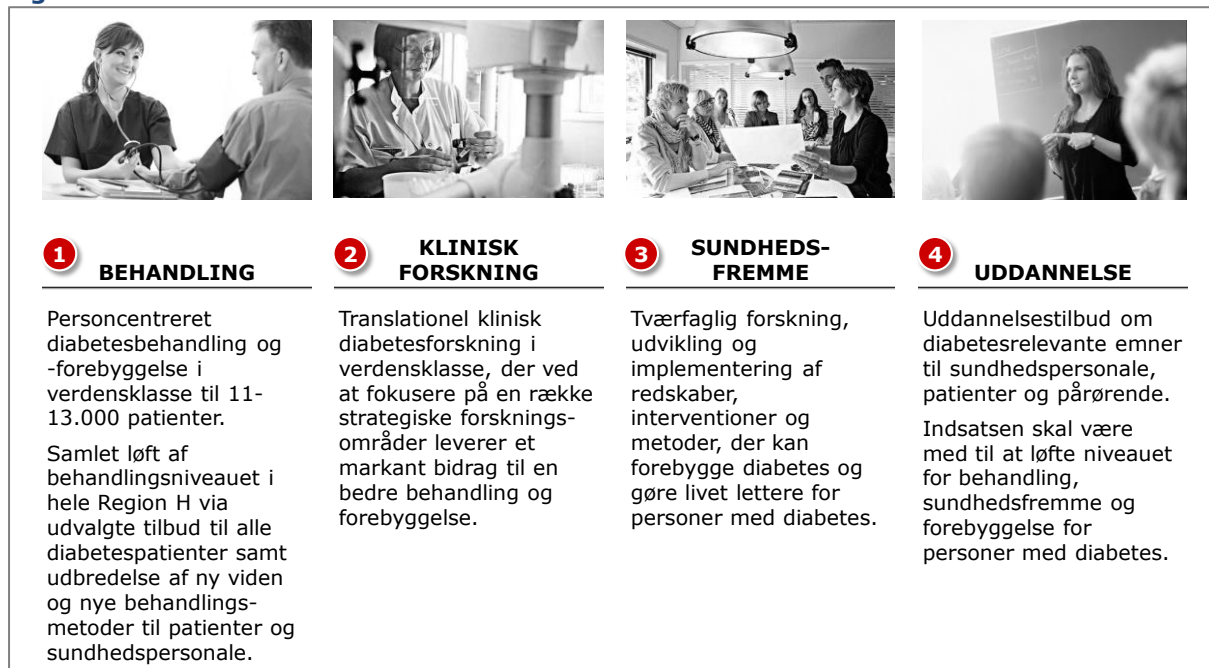 1
BEHANDLING
Personcentreret
diabetesbehandling og
-forebyggelse i
verdensklasse til 11-
13.000 patienter.
Samlet løft af
behandlingsniveauet i
hele Region H via
udvalgte tilbud til alle
diabetespatienter samt
udbredelse af ny viden
og nye behandlings-
metoder til patienter og
sundhedspersonale.
2
KLINISK
FORSKNING
Translationel klinisk
diabetesforskning i
verdensklasse, der ved
at fokusere på en række
strategiske forsknings-
områder leverer et
markant bidrag til en
bedre behandling og
forebyggelse.
3
SUNDHEDS-
FREMME
Tværfaglig forskning,
udvikling og
implementering af
redskaber,
interventioner og
metoder, der kan
forebygge diabetes og
gøre livet lettere for
personer med diabetes.
4
UDDANNELSE
Uddannelsestilbud om
diabetesrelevante emner
til sundhedspersonale,
patienter og pårørende.
Indsatsen skal være
med til at løfte niveauet
for behandling,
sundhedsfremme og
forebyggelse for
personer med diabetes.